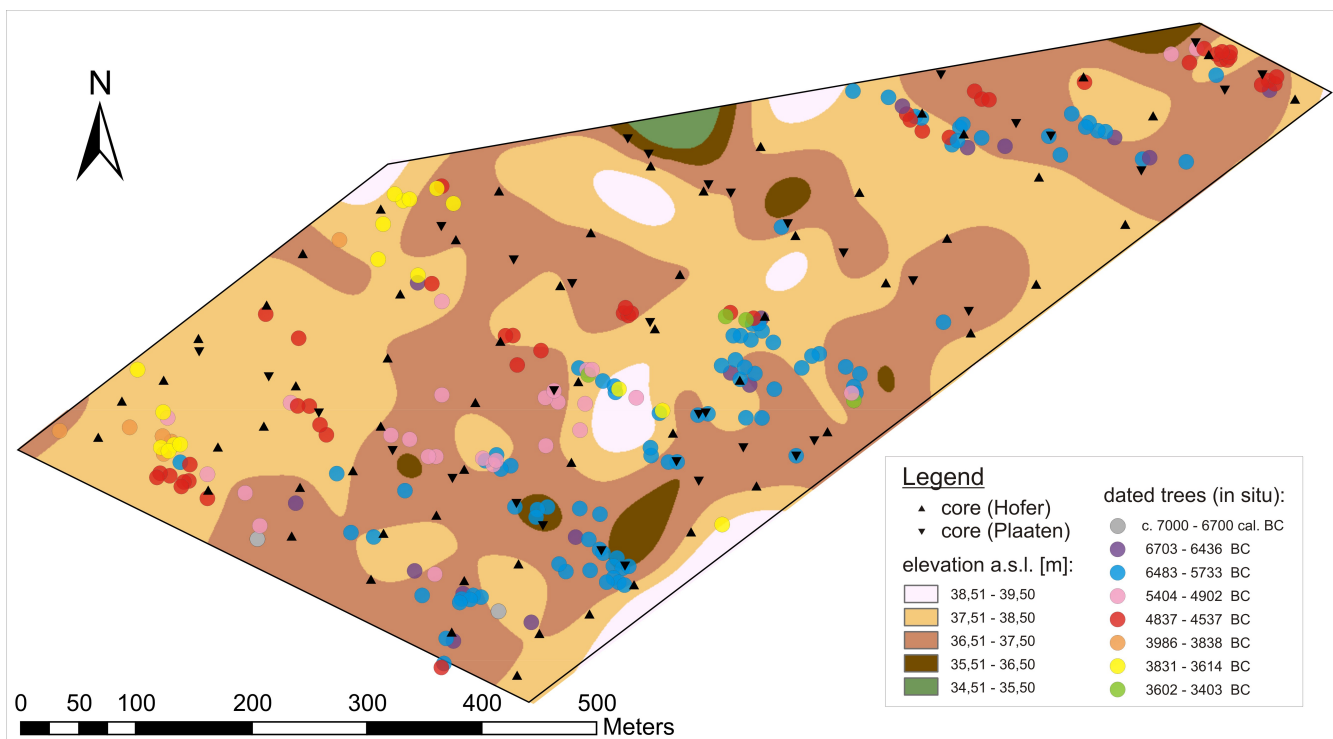 N
0 100 200 300 400 500
Meters
Legend
core (Hofer)
core (Plaaten)
elevation a.s.l. [m]:
38,51 - 39,50
37,51 - 38,50
36,51 - 37,50
35,51 - 36,50
34,51 - 35,50
dated trees (in situ):
c. 7000 - 6700 cal. BC
6703 - 6436 BC
6483 - 5733 BC
5404 - 4902 BC
4837 - 4537 BC
3986 - 3838 BC
3831 - 3614 BC
3602 - 3403 BC